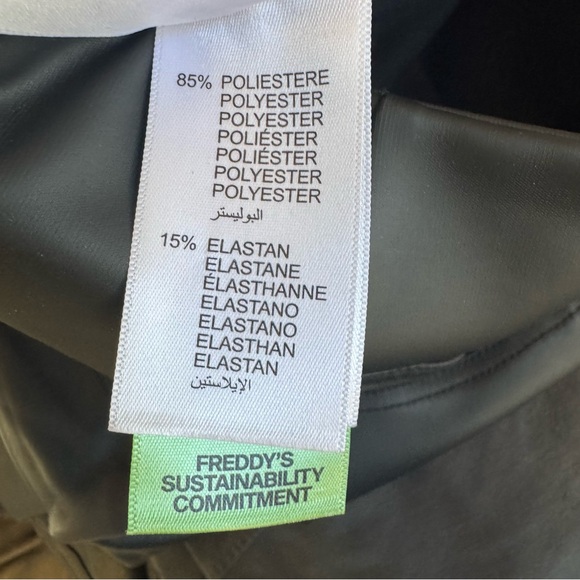 85% POLIESTERE
POLYESTER
POLYESTER
POLIÉSTER
POLIÉSTER
POLYESTER
POLYESTER
البوليستر
15% ELASTAN
ELASTANE
ÉLASTHANNE
ELASTANO
ELASTANO
ELASTHAN
ELASTAN
الإيلاستين
FREDDY'S
SUSTAINABILITY
COMMITMENT